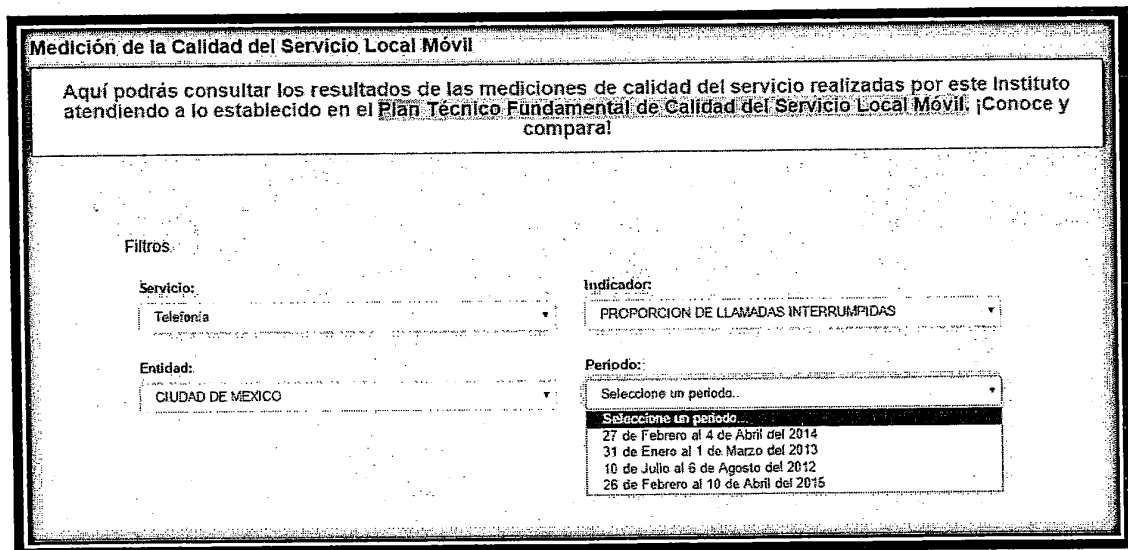 Medición de la Calidad del Servicio Local Móvil
Aquí podrás consultar los resultados de las mediciones de calidad del servicio realizadas por este Instituto
atendiendo a lo establecido en el Plan Técnico Fundamental de Calidad del Servicio Local Móvil. ¡Conoce y
compara!
Filtros
Servicio:
Telefonía
Indicador:
PROPORCION DE LLAMADAS INTERRUMPIDAS
Entidad:
CIUDAD DE MEXICO
Periodo:
Seleccione un periodo..
Seleccione un periodo...
27 de Febrero al 4 de Abril del 2014
31 de Enero al 1 de Marzo del 2013
10 de Julio al 6 de Agosto del 2012
26 de Febrero al 10 de Abril del 2015